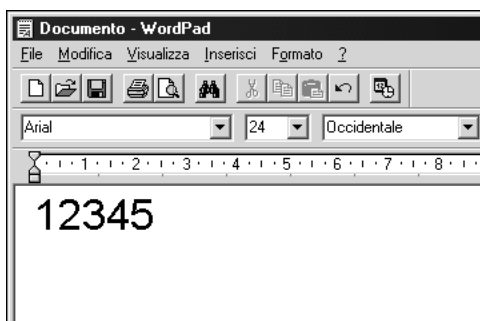 Documento - WordPad
File Modifica Visualizza Inserisci Formato ?
Arial 24 Occidentale
1 2 3 4 5 6 7 8
12345